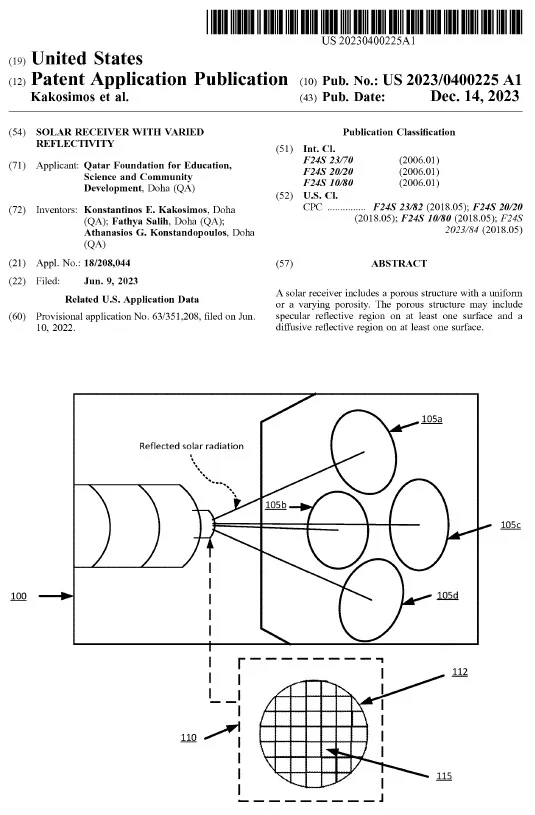 US 20230400225A1
(19) United States
(12) Patent Application Publication (10) Pub. No.: US 2023/0400225 A1
Kakosimos et al. (43) Pub. Date: Dec. 14, 2023
(54) SOLAR RECEIVER WITH VARIED
REFLECTIVITY
(71) Applicant: Qatar Foundation for Education,
Science and Community
Development, Doha (QA)
(72) Inventors: Konstantinos E. Kakosimos, Doha
(QA); Fathya Salih, Doha (QA);
Athanasios G. Konstandopoulos, Doha
(QA)
(21) Appl. No.: 18/208,044
(22) Filed: Jun. 9, 2023
Related U.S. Application Data
(60) Provisional application No. 63/351,208, filed on Jun.
10, 2022.
Publication Classification
(51) Int. Cl.
F24S 23/70 (2006.01)
F24S 20/20 (2006.01)
F24S 10/80 (2006.01)
(52) U.S. Cl.
CPC ............... F24S 23/82 (2018.05); F24S 20/20
(2018.05); F24S 10/80 (2018.05); F24S
2023/84 (2018.05)
(57) ABSTRACT
A solar receiver includes a porous structure with a uniform
or a varying porosity. The porous structure may include
specular reflective region on at least one surface and a
diffusive reflective region on at least one surface.
Reflected solar radiation
105a
105b
105c
100
105d
112
110
115